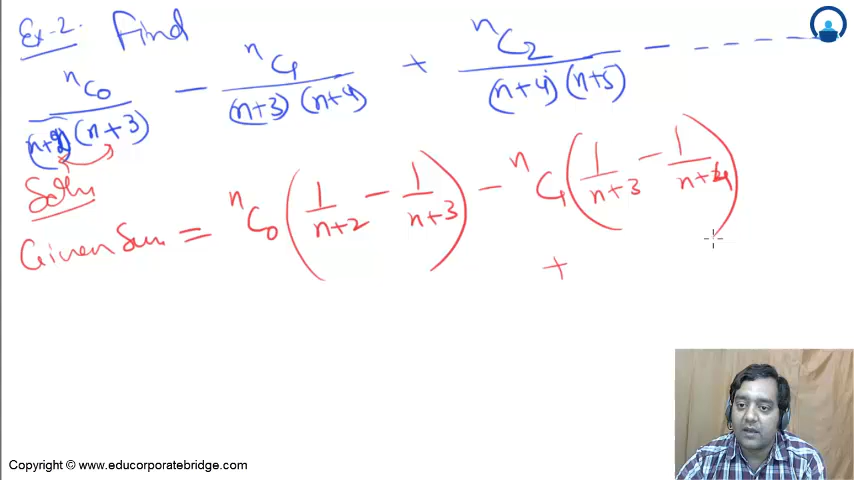 Ex-2. Find
ⁿC₀/((n+2)(n+3)) − ⁿC₁/((n+3)(n+4)) + ⁿC₂/((n+4)(n+5)) − - - - - -
Soln
Given Sum = ⁿC₀(1/(n+2) − 1/(n+3)) − ⁿC₁(1/(n+3) − 1/(n+4))
+
Copyright © www.educorporatebridge.com